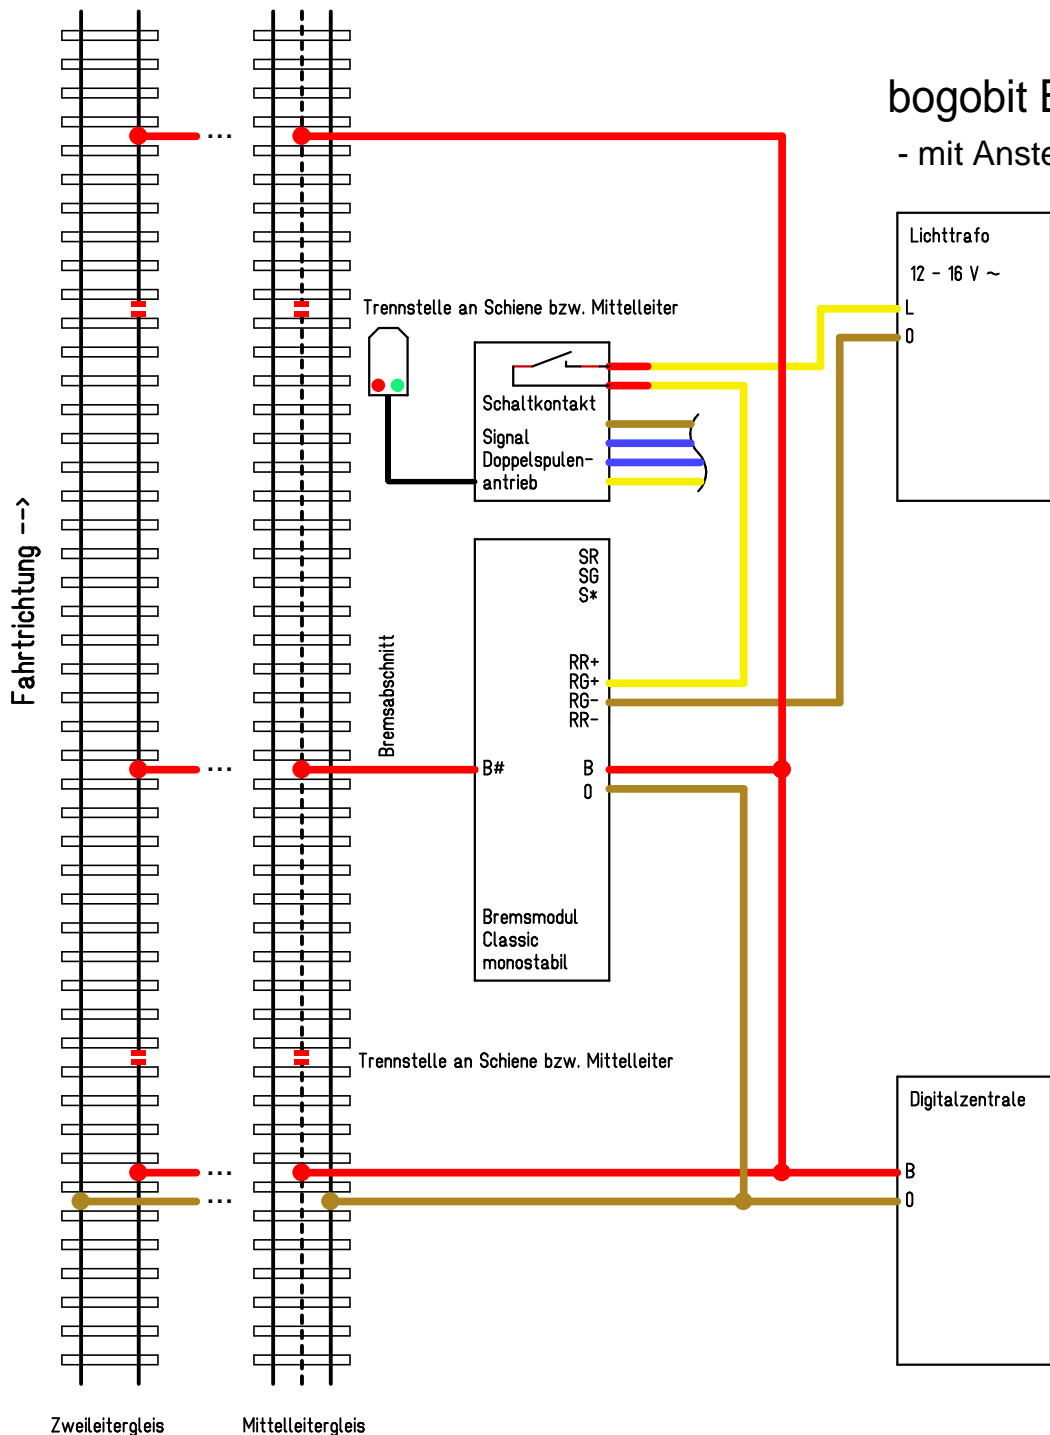 bogobit
- mit
Lichttrafo
12 - 16 V ~
L
0
Trennstelle an Schiene bzw. Mittelleiter
Schaltkontakt
Signal
Doppelspulen-
antrieb
Fahrtrichtung -->
Bremsabschnitt
SR
SG
S*
RR+
RG+
RG-
RR-
B#
B
0
Bremsmodul
Classic
monostabil
Trennstelle an Schiene bzw. Mittelleiter
Digitalzentrale
B
0
...
...
...
...
Zweileitergleis
Mittelleitergleis